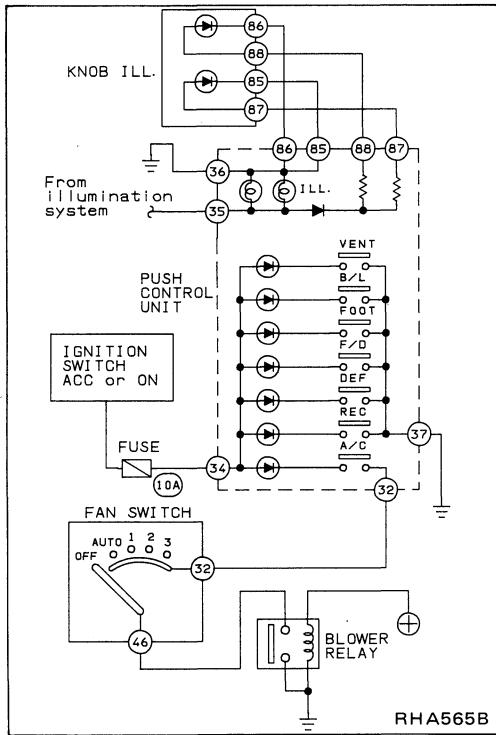 86
88
KNOB ILL.
85
87
86 85 88 87
36
ILL.
From
illumination
system
35
VENT
B/L
PUSH
CONTROL
UNIT
FOOT
F/D
IGNITION
SWITCH
ACC or ON
DEF
REC
37
A/C
FUSE
34
10A
32
FAN SWITCH
OFF AUTO 1 2 3
32
46
BLOWER
RELAY
RHA565B